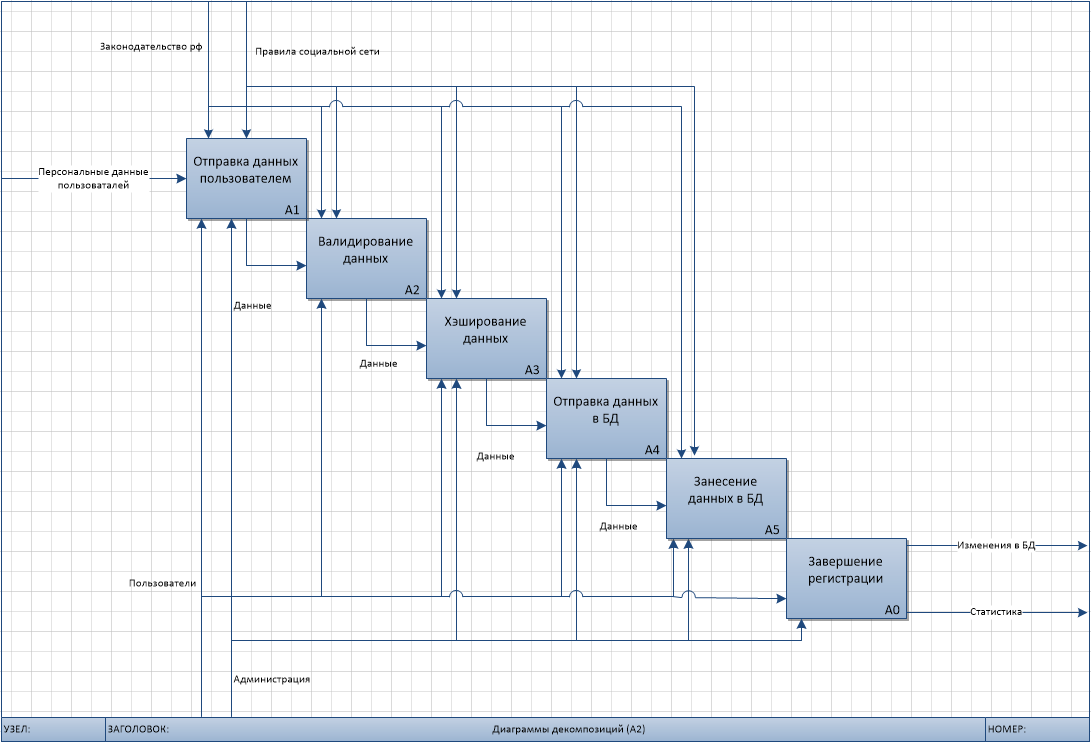 Законодательство рф
Правила социальной сети
Персональные данные
пользоваталей
Отправка данных
пользователем
A1
Валидирование
данных
A2
Данные
Хэширование
данных
A3
Данные
Отправка данных
в БД
A4
Данные
Занесение
данных в БД
A5
Данные
Завершение
регистрации
A0
Изменения в БД
Статистика
Пользователи
Администрация
УЗЕЛ:
ЗАГОЛОВОК:
Диаграммы декомпозиций (A2)
НОМЕР: